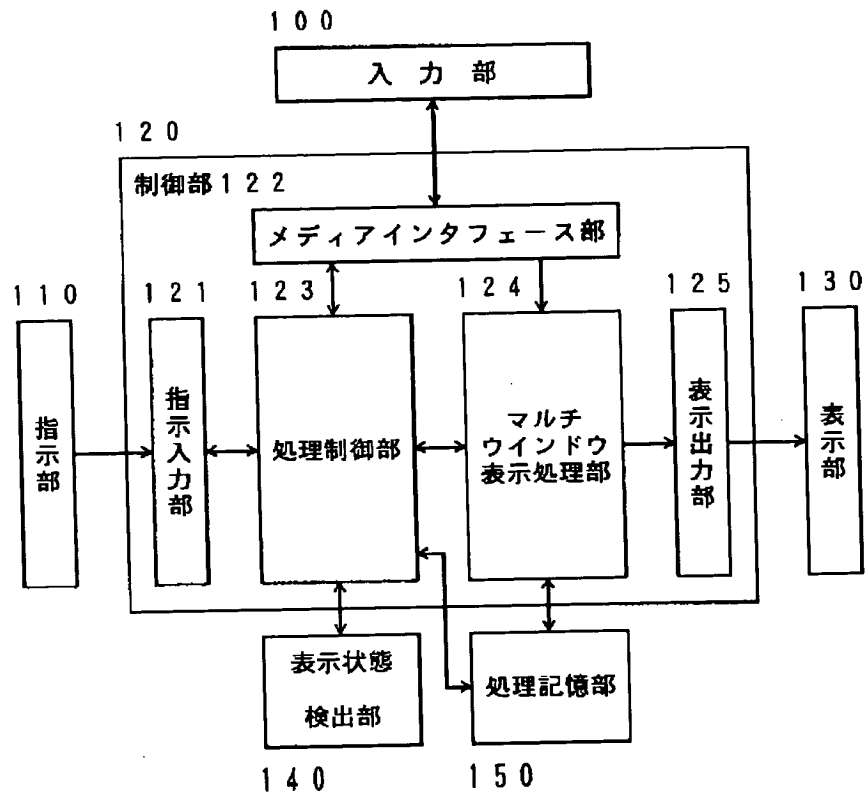 100
入力部
120
制御部122
メディアインタフェース部
110
121
123
124
125
130
指示部
指示入力部
処理制御部
マルチ
ウインドウ
表示処理部
表示出力部
表示部
表示状態
検出部
処理記憶部
140
150